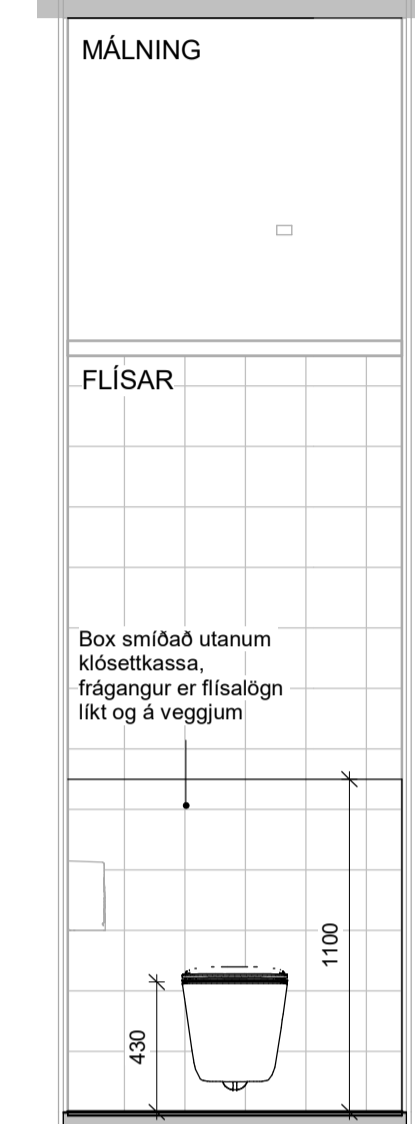 MÁLNING
FLÍSAR
Box smíðað utanum
klósettkassa,
frágangur er flísalögn
líkt og á veggjum
1100
430